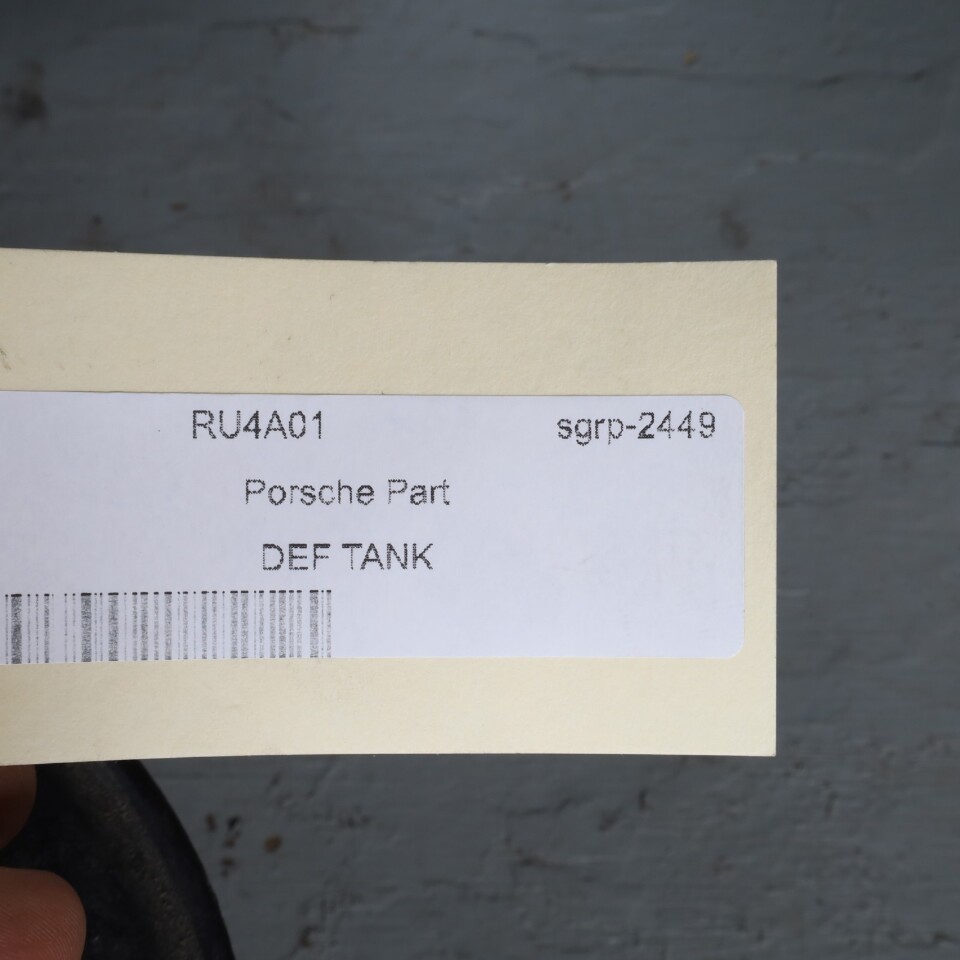 RU4A01 sgrp-2449
Porsche Part
DEF TANK